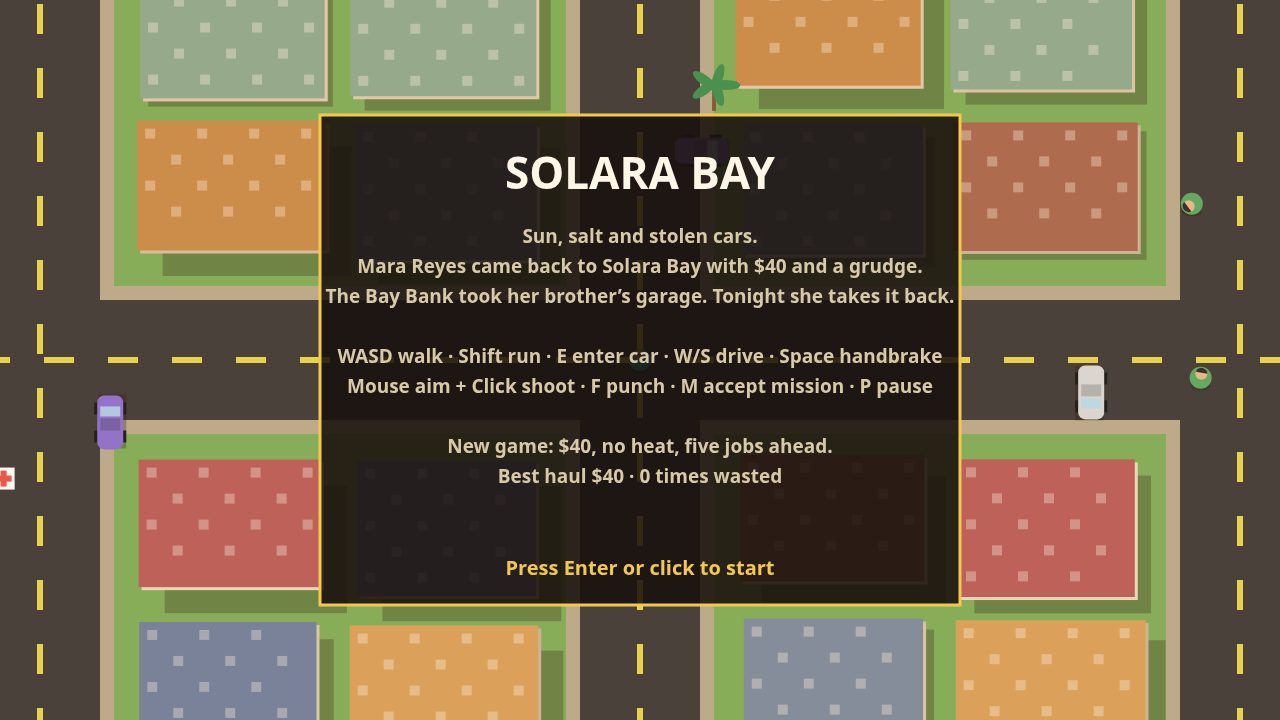 SOLARA BAY
Sun, salt and stolen cars.
Mara Reyes came back to Solara Bay with $40 and a grudge.
The Bay Bank took her brother’s garage. Tonight she takes it back.
WASD walk · Shift run · E enter car · W/S drive · Space handbrake
Mouse aim + Click shoot · F punch · M accept mission · P pause
New game: $40, no heat, five jobs ahead.
Best haul $40 · 0 times wasted
Press Enter or click to start